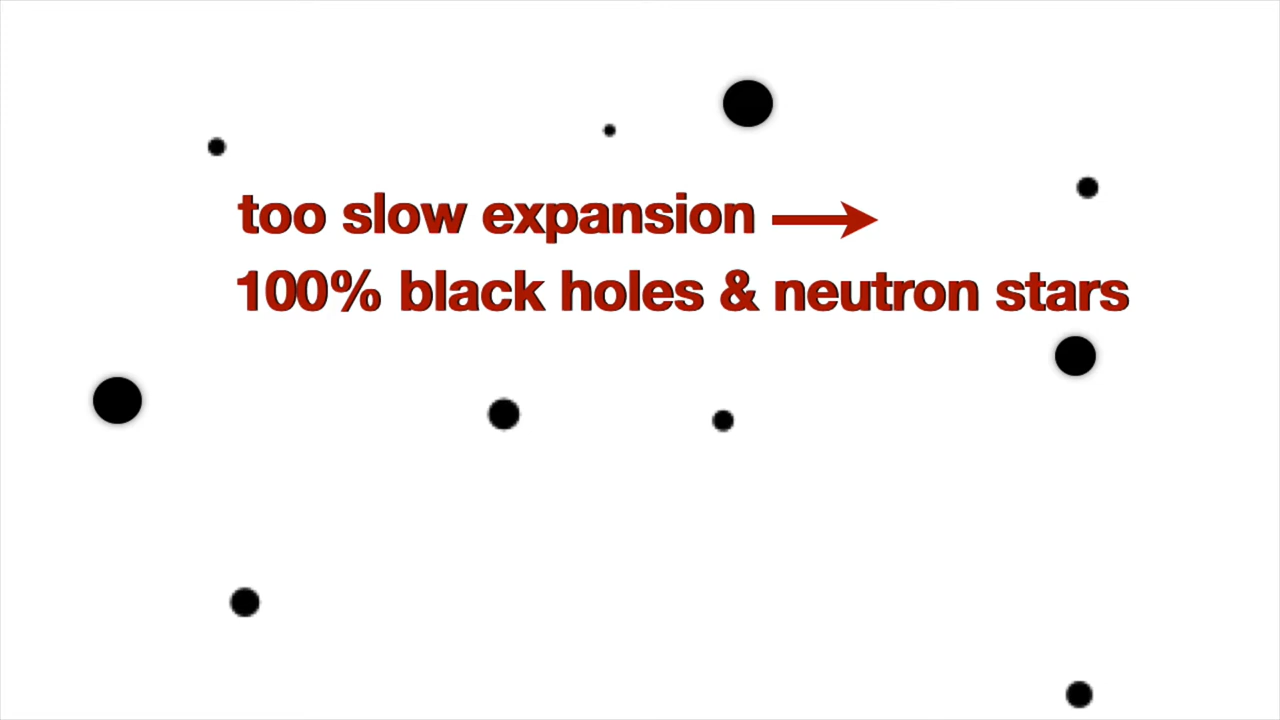 too slow expansion →
100% black holes & neutron stars